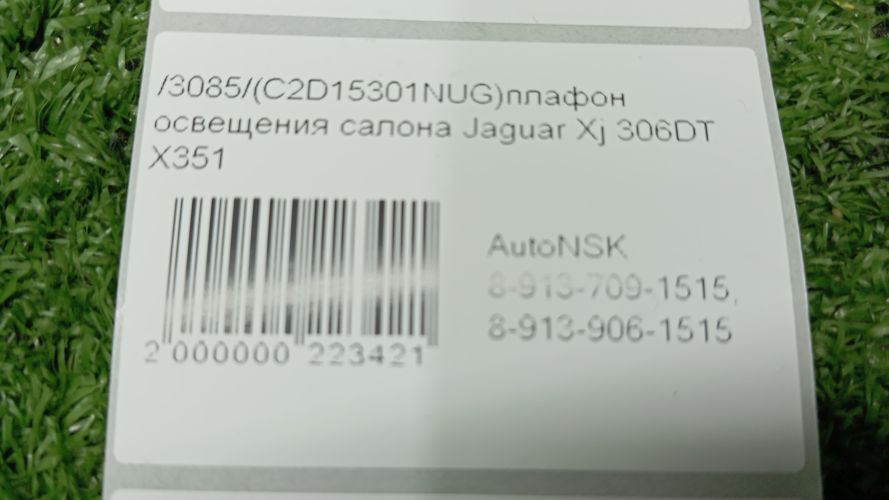 /3085/(C2D15301NUG)плафон
освещения салона Jaguar Xj 306DT
X351
AutoNSK
8-913-709-1515,
8-913-906-1515
2 000000 223421